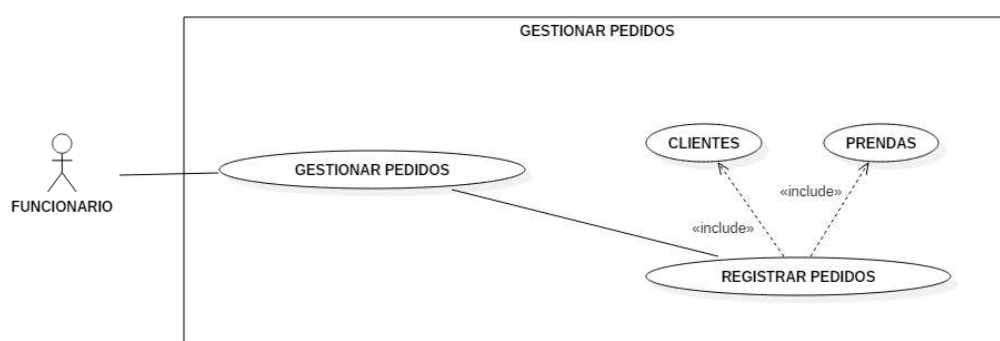 GESTIONAR PEDIDOS
CLIENTES
PRENDAS
GESTIONAR PEDIDOS
«include»
FUNCIONARIO
«include»
REGISTRAR PEDIDOS